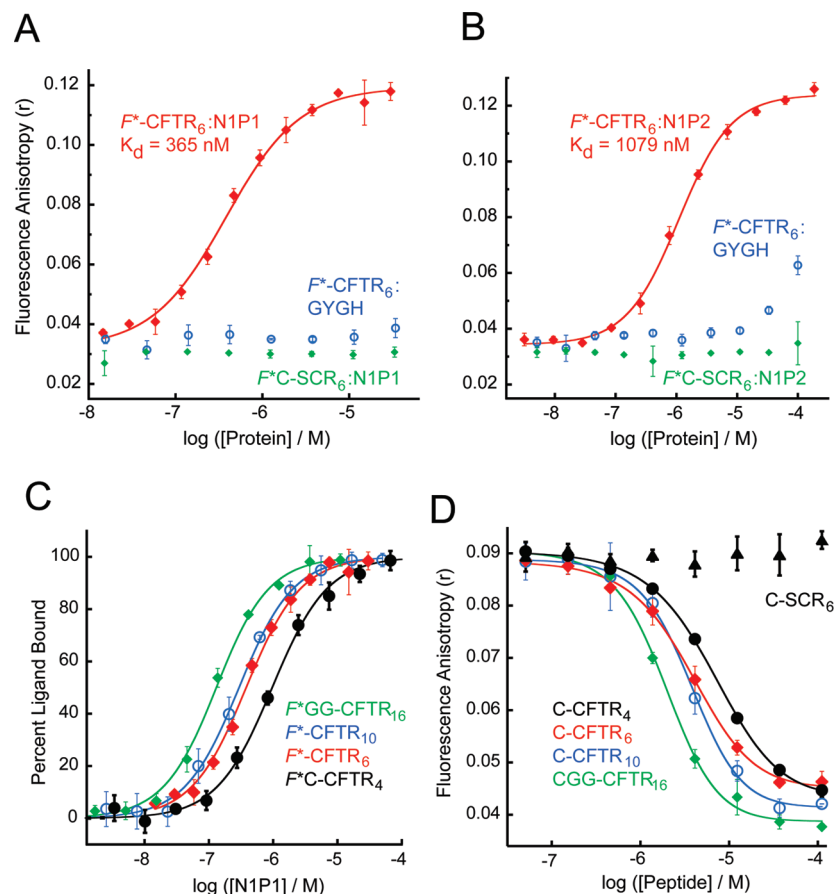 A
Fluorescence Anisotropy (r)
0.12
0.10
0.08
0.06
0.04
0.02
F*-CFTR6:N1P1
Kd = 365 nM
F*-CFTR6:
GYGH
F*C-SCR6:N1P1
-8 -7 -6 -5
log ([Protein] / M)
B
0.12
0.10
0.08
0.06
0.04
0.02
F*-CFTR6:N1P2
Kd = 1079 nM
F*-CFTR6:
GYGH
F*C-SCR6:N1P2
-8 -7 -6 -5 -4
log ([Protein] / M)
C
Percent Ligand Bound
100
80
60
40
20
0
F*GG-CFTR16
F*-CFTR10
F*-CFTR6
F*C-CFTR4
-8 -7 -6 -5 -4
log ([N1P1] / M)
D
Fluorescence Anisotropy (r)
0.09
0.08
0.07
0.06
0.05
0.04
C-SCR6
C-CFTR4
C-CFTR6
C-CFTR10
CGG-CFTR16
-7 -6 -5 -4
log ([Peptide] / M)